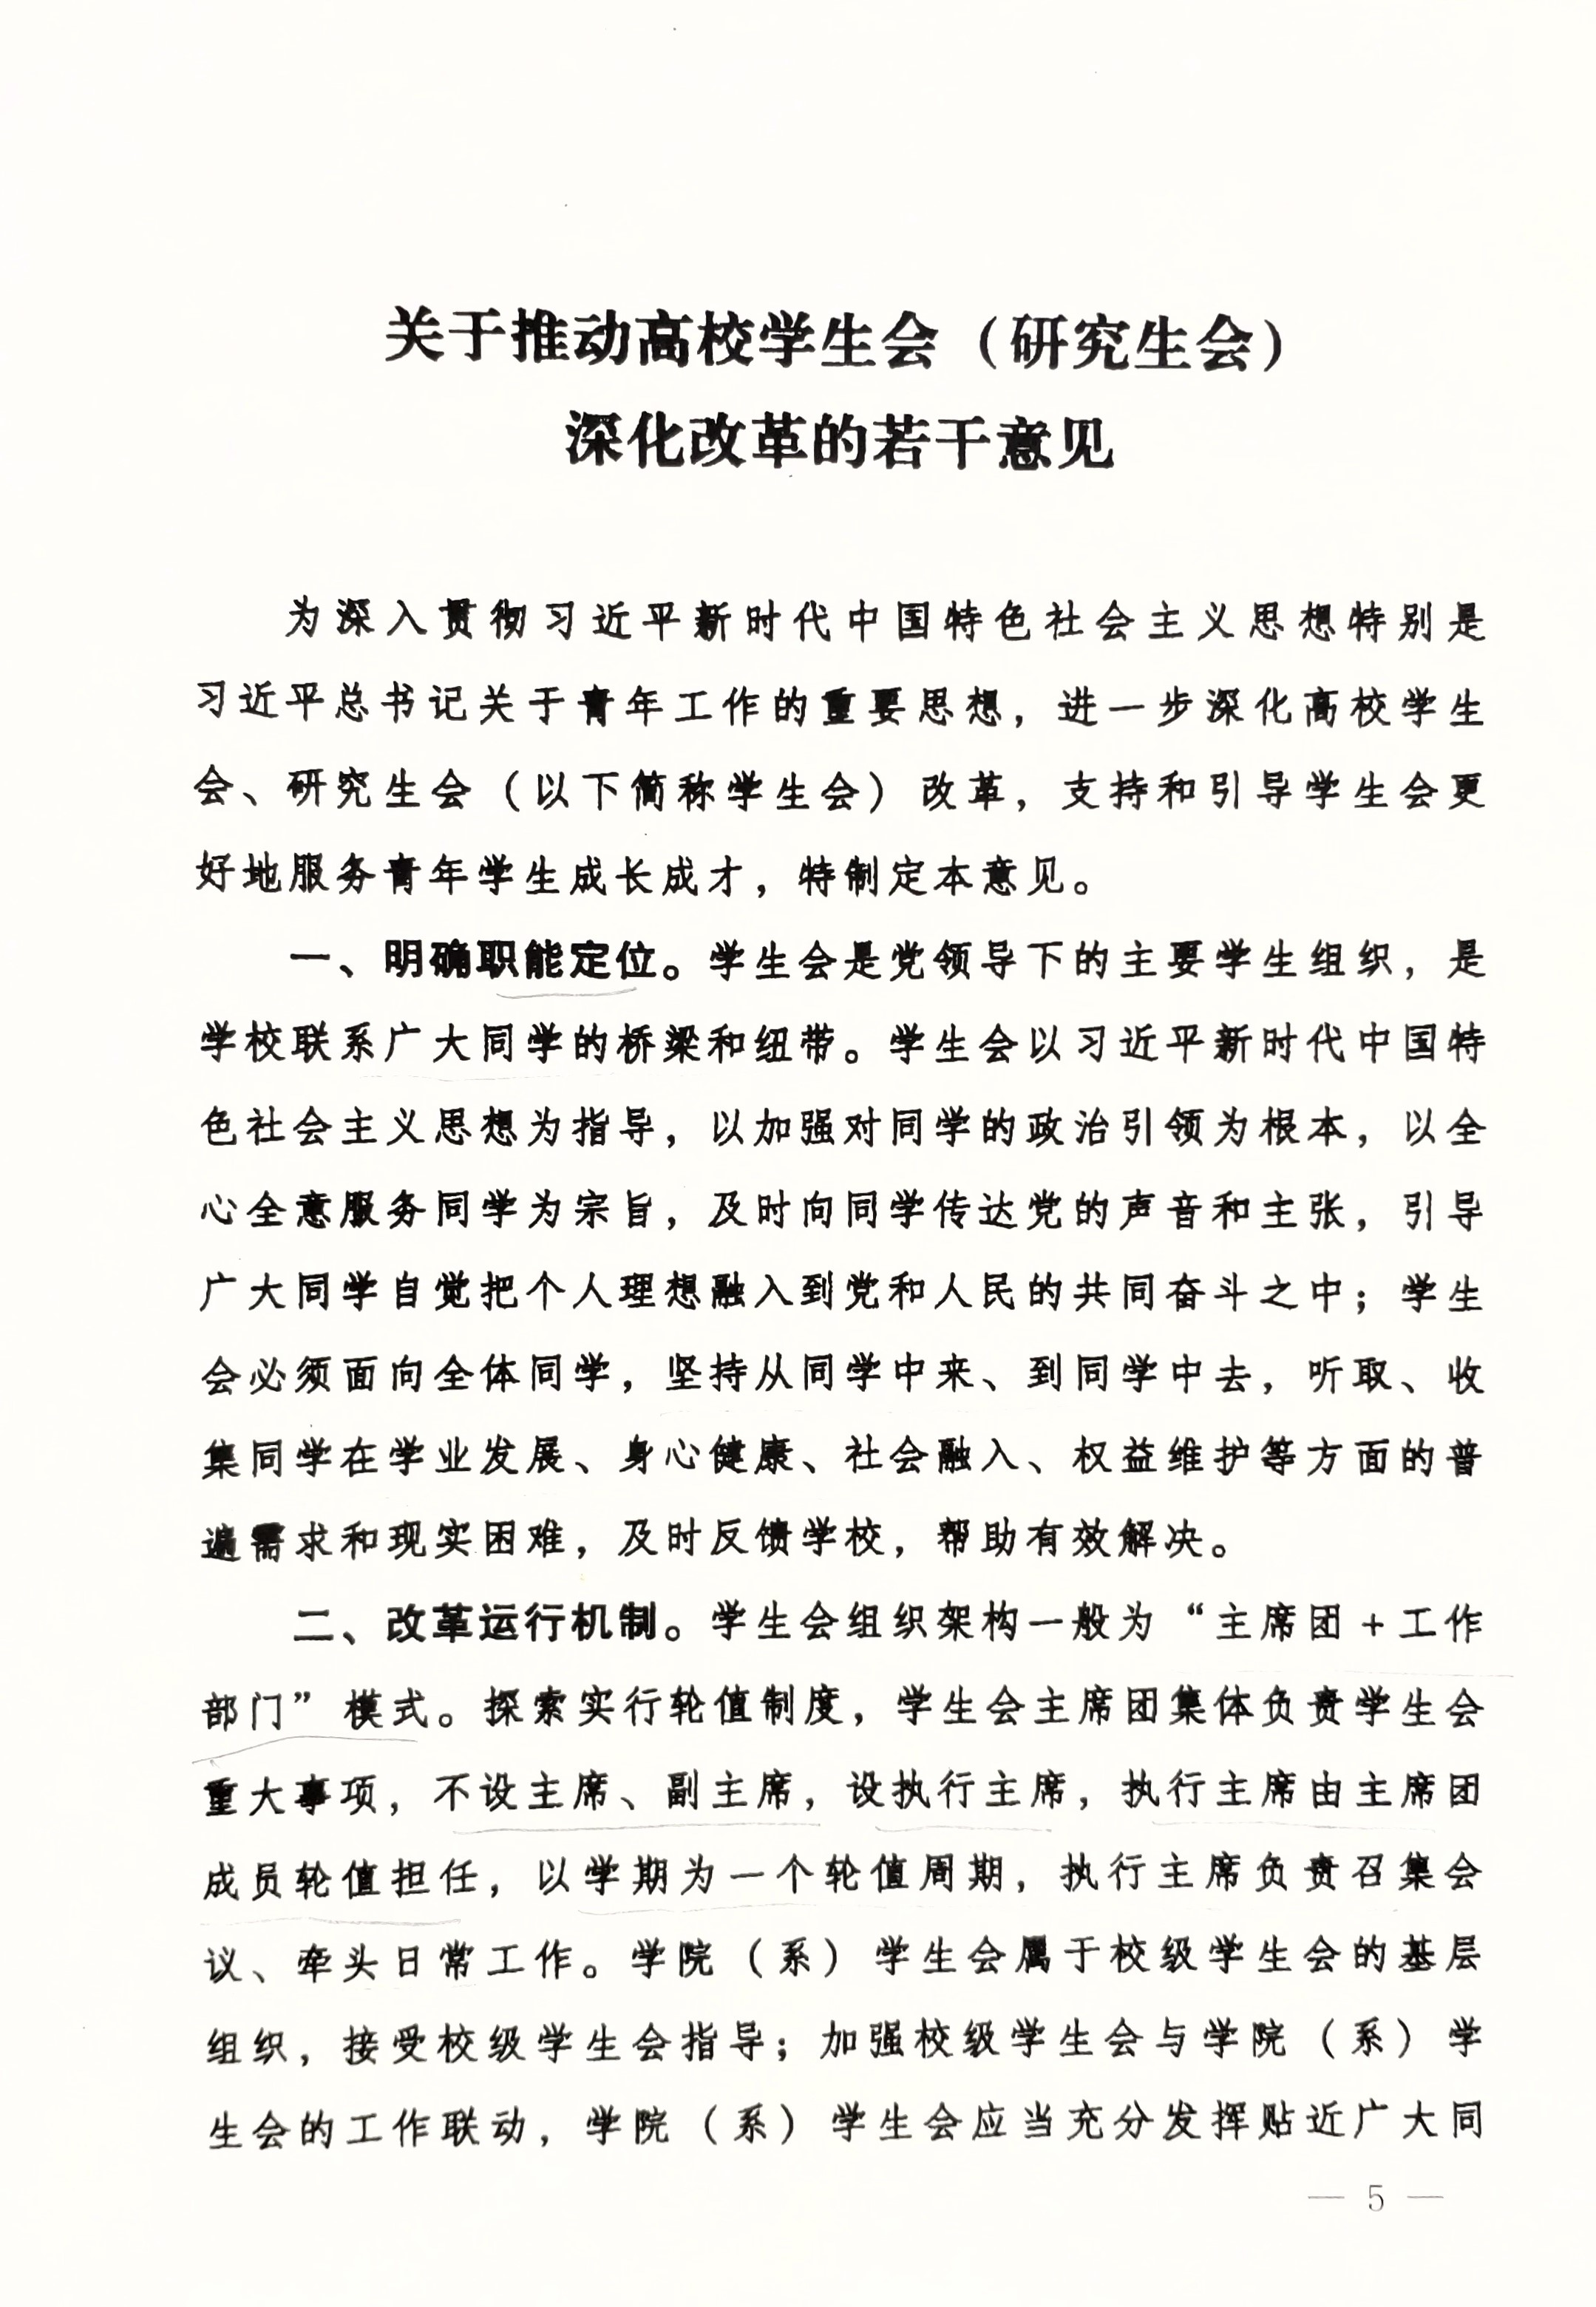 关于推动高校学生会（研究生会）
深化改革的若干意见
为深入贯彻习近平新时代中国特色社会主义思想特别是
习近平总书记关于青年工作的重要思想，进一步深化高校学生
会、研究生会（以下简称学生会）改革，支持和引导学生会更
好地服务青年学生成长成才，特制定本意见。
一、明确职能定位。学生会是党领导下的主要学生组织，是
学校联系广大同学的桥梁和纽带。学生会以习近平新时代中国特
色社会主义思想为指导，以加强对同学的政治引领为根本，以全
心全意服务同学为宗旨，及时向同学传达党的声音和主张，引导
广大同学自觉把个人理想融入到党和人民的共同奋斗之中；学生
会必须面向全体同学，坚持从同学中来、到同学中去，听取、收
集同学在学业发展、身心健康、社会融入、权益维护等方面的普
遍需求和现实困难，及时反馈学校，帮助有效解决。
二、改革运行机制。学生会组织架构一般为“主席团+工作
部门”模式。探索实行轮值制度，学生会主席团集体负责学生会
重大事项，不设主席、副主席，设执行主席，执行主席由主席团
成员轮值担任，以学期为一个轮值周期，执行主席负责召集会
议、牵头日常工作。学院（系）学生会属于校级学生会的基层
组织，接受校级学生会指导；加强校级学生会与学院（系）学
生会的工作联动，学院（系）学生会应当充分发挥贴近广大同
— 5 —